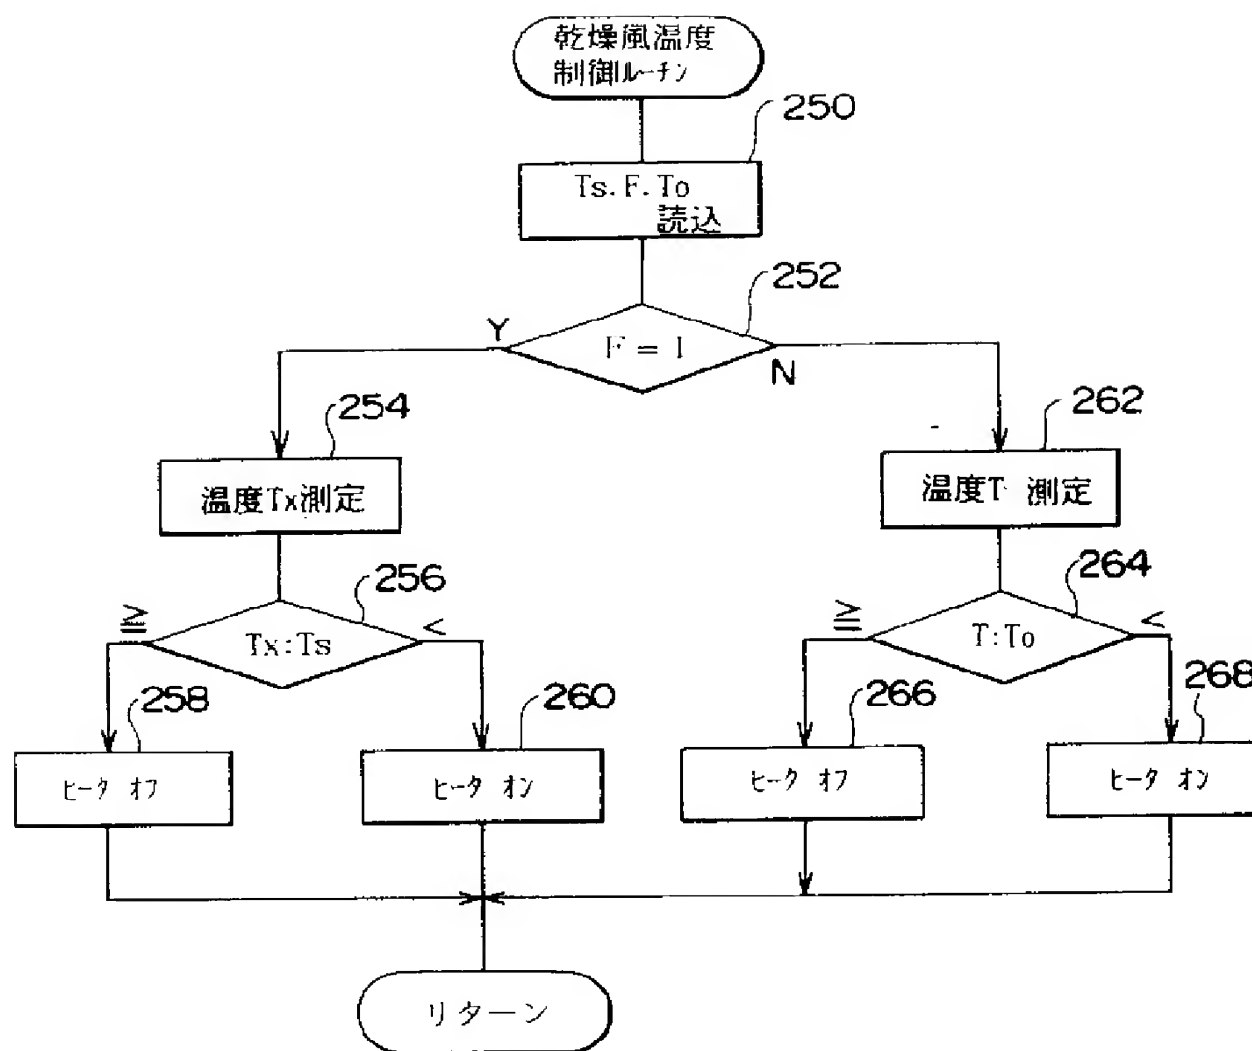 乾燥風温度
制御ルーチン
250
Ts.F.To
読込
252
Y
F = 1
N
254
262
温度Tx測定
温度T 測定
256
264
≧
Tx:Ts
<
≧
T:To
<
258
260
266
268
ヒータ オフ
ヒータ オン
ヒータ オフ
ヒータ オン
リターン